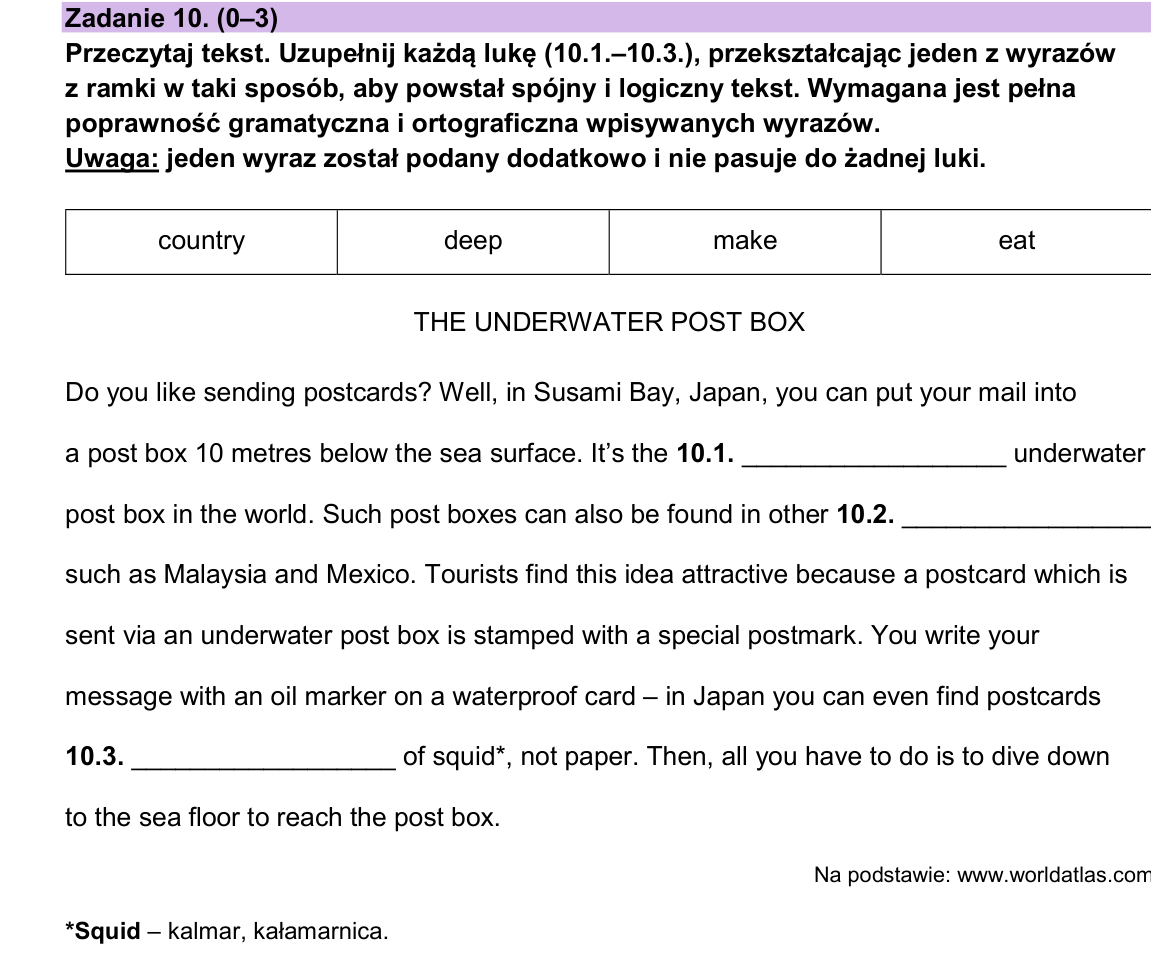 Zadanie 10. (0–3)
Przeczytaj tekst. Uzupełnij każdą lukę (10.1.–10.3.), przekształcając jeden z wyrazów
z ramki w taki sposób, aby powstał spójny i logiczny tekst. Wymagana jest pełna
poprawność gramatyczna i ortograficzna wpisywanych wyrazów.
Uwaga: jeden wyraz został podany dodatkowo i nie pasuje do żadnej luki.
country deep make eat
THE UNDERWATER POST BOX
Do you like sending postcards? Well, in Susami Bay, Japan, you can put your mail into
a post box 10 metres below the sea surface. It’s the 10.1. __________________ underwater
post box in the world. Such post boxes can also be found in other 10.2. _________________
such as Malaysia and Mexico. Tourists find this idea attractive because a postcard which is
sent via an underwater post box is stamped with a special postmark. You write your
message with an oil marker on a waterproof card – in Japan you can even find postcards
10.3. __________________ of squid*, not paper. Then, all you have to do is to dive down
to the sea floor to reach the post box.
Na podstawie: www.worldatlas.com
*Squid – kalmar, kałamarnica.